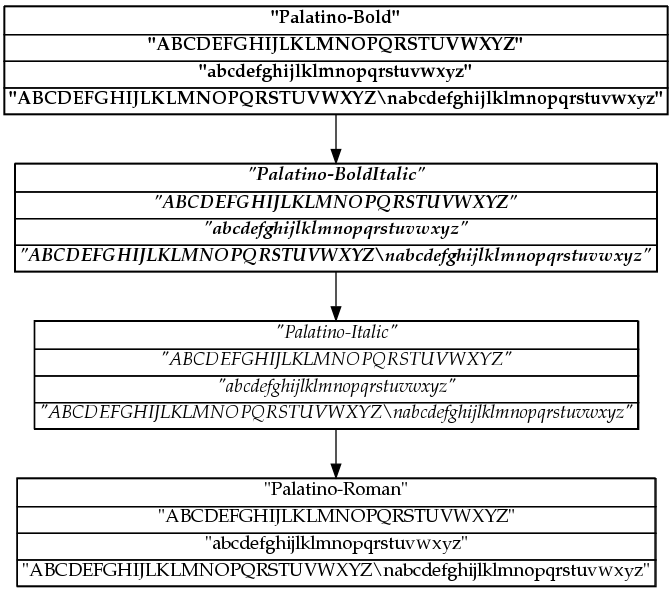 "Palatino-Bold"
"ABCDEFGHIJLKLMNOPQRSTUVWXYZ"
"abcdefghijlklmnopqrstuvwxyz"
"ABCDEFGHIJLKLMNOPQRSTUVWXYZ\nabcdefghijlklmnopqrstuvwxyz"
"Palatino-BoldItalic"
"ABCDEFGHIJLKLMNOPQRSTUVWXYZ"
"abcdefghijlklmnopqrstuvwxyz"
"ABCDEFGHIJLKLMNOPQRSTUVWXYZ\nabcdefghijlklmnopqrstuvwxyz"
"Palatino-Italic"
"ABCDEFGHIJLKLMNOPQRSTUVWXYZ"
"abcdefghijlklmnopqrstuvwxyz"
"ABCDEFGHIJLKLMNOPQRSTUVWXYZ\nabcdefghijlklmnopqrstuvwxyz"
"Palatino-Roman"
"ABCDEFGHIJLKLMNOPQRSTUVWXYZ"
"abcdefghijlklmnopqrstuvwxyz"
"ABCDEFGHIJLKLMNOPQRSTUVWXYZ\nabcdefghijlklmnopqrstuvwxyz"